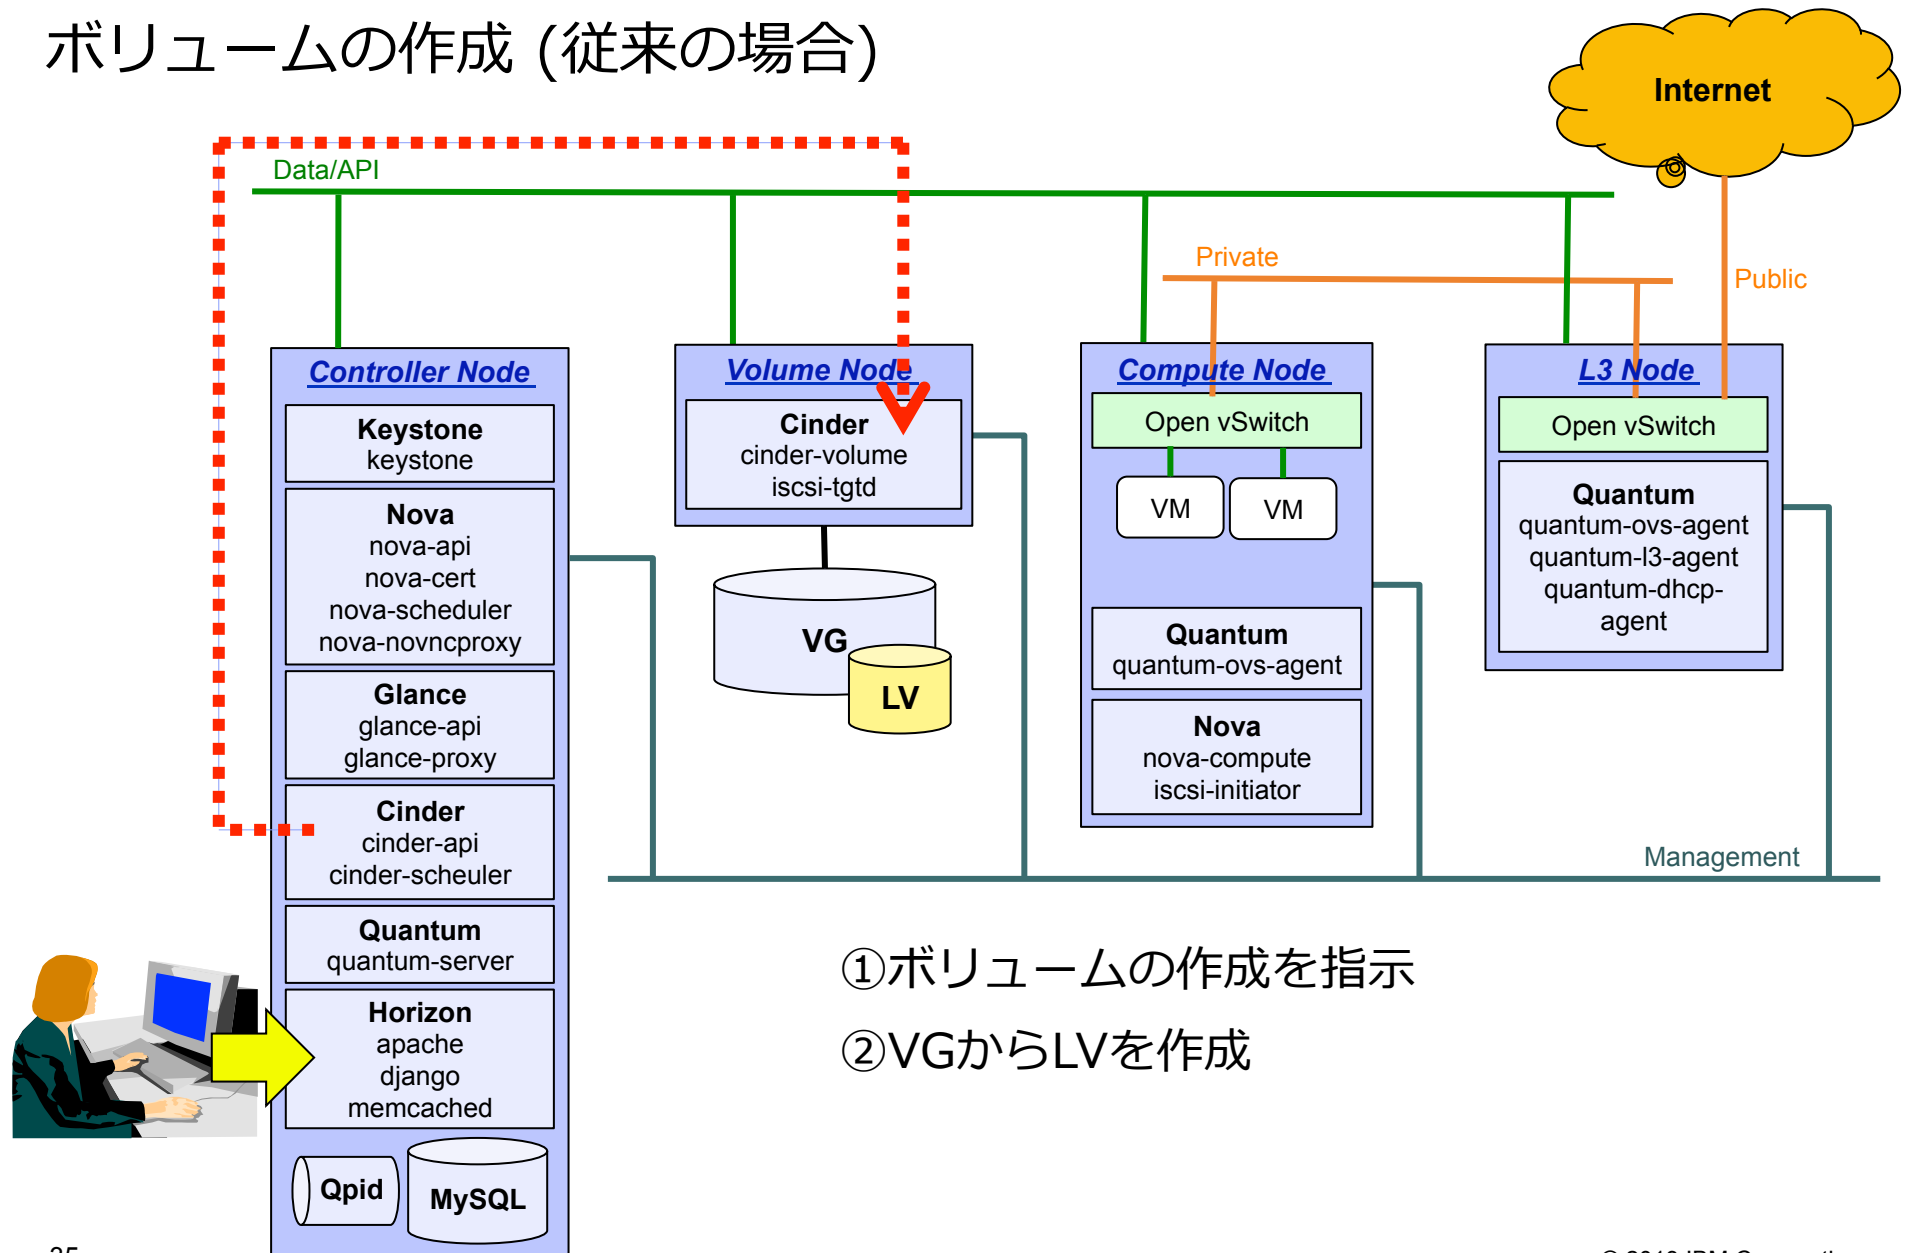 ボリュームの作成 (従来の場合)
Internet
Data/API
Private
Public
Controller Node
Keystone
keystone
Nova
nova-api
nova-cert
nova-scheduler
nova-novncproxy
Glance
glance-api
glance-proxy
Cinder
cinder-api
cinder-scheuler
Quantum
quantum-server
Horizon
apache
django
memcached
Qpid
MySQL
Volume Node
Cinder
cinder-volume
iscsi-tgtd
VG
LV
Compute Node
Open vSwitch
VM
VM
Quantum
quantum-ovs-agent
Nova
nova-compute
iscsi-initiator
L3 Node
Open vSwitch
Quantum
quantum-ovs-agent
quantum-l3-agent
quantum-dhcp-
agent
Management
①ボリュームの作成を指示
②VGからLVを作成